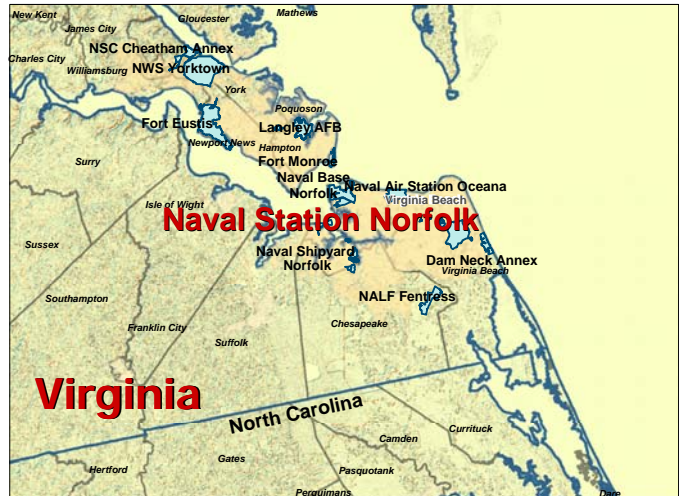 New Kent
Gloucester
Mathews
James City
NSC Cheatham Annex
Charles City
Williamsburg
NWS Yorktown
York
Poquoson
Fort Eustis
Langley AFB
Newport News
Hampton
Surry
Fort Monroe
Naval Base
Norfolk
Naval Air Station Oceana
Virginia Beach
Isle of Wight
Naval Station Norfolk
Sussex
Naval Shipyard
Norfolk
Dam Neck Annex
Virginia Beach
Southampton
NALF Fentress
Franklin City
Chesapeake
Suffolk
Virginia
North Carolina
Currituck
Camden
Hertford
Gates
Pasquotank
Perquimans
Dare